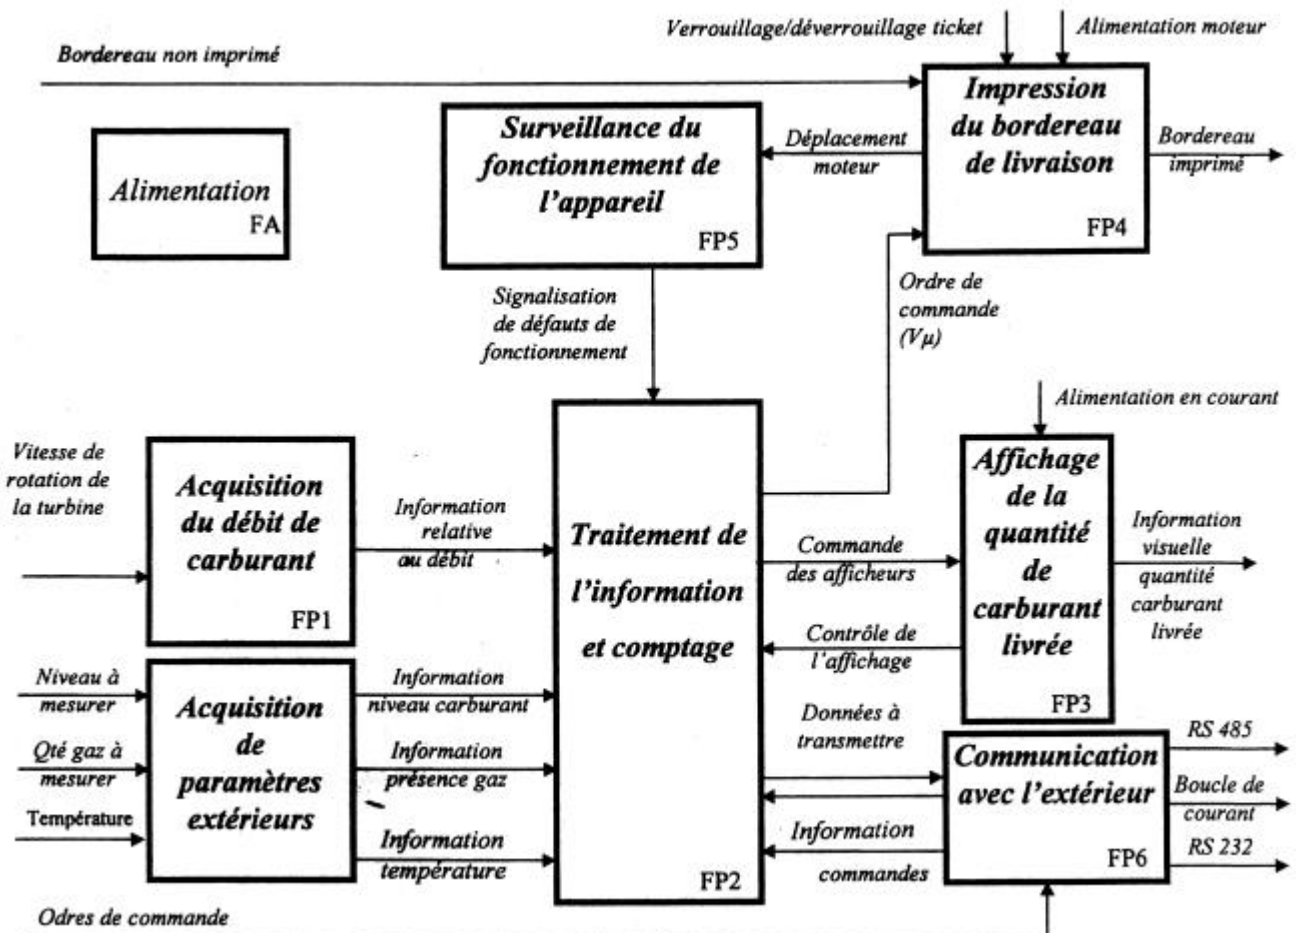 Verrouillage/déverrouillage ticket
Alimentation moteur
Bordereau non imprimé
Impression
du bordereau
de livraison
FP4
Surveillance du
fonctionnement de
l'appareil
FP5
Déplacement
moteur
Bordereau
imprimé
Alimentation
FA
Signalisation
de défauts de
fonctionnement
Ordre de
commande
(Vµ)
Alimentation en courant
Vitesse de
rotation de
la turbine
Acquisition
du débit de
carburant
FP1
Information
relative
au débit
Traitement de
l'information
et comptage
FP2
Commande
des afficheurs
Contrôle de
l'affichage
Affichage
de la
quantité
de
carburant
livrée
FP3
Information
visuelle
quantité
carburant
livrée
Niveau à
mesurer
Qté gaz à
mesurer
Température
Acquisition
de
paramètres
extérieurs
Information
niveau carburant
Information
présence gaz
Information
température
Données à
transmettre
Information
commandes
Communication
avec l'extérieur
FP6
RS 485
Boucle de
courant
RS 232
Odres de commande